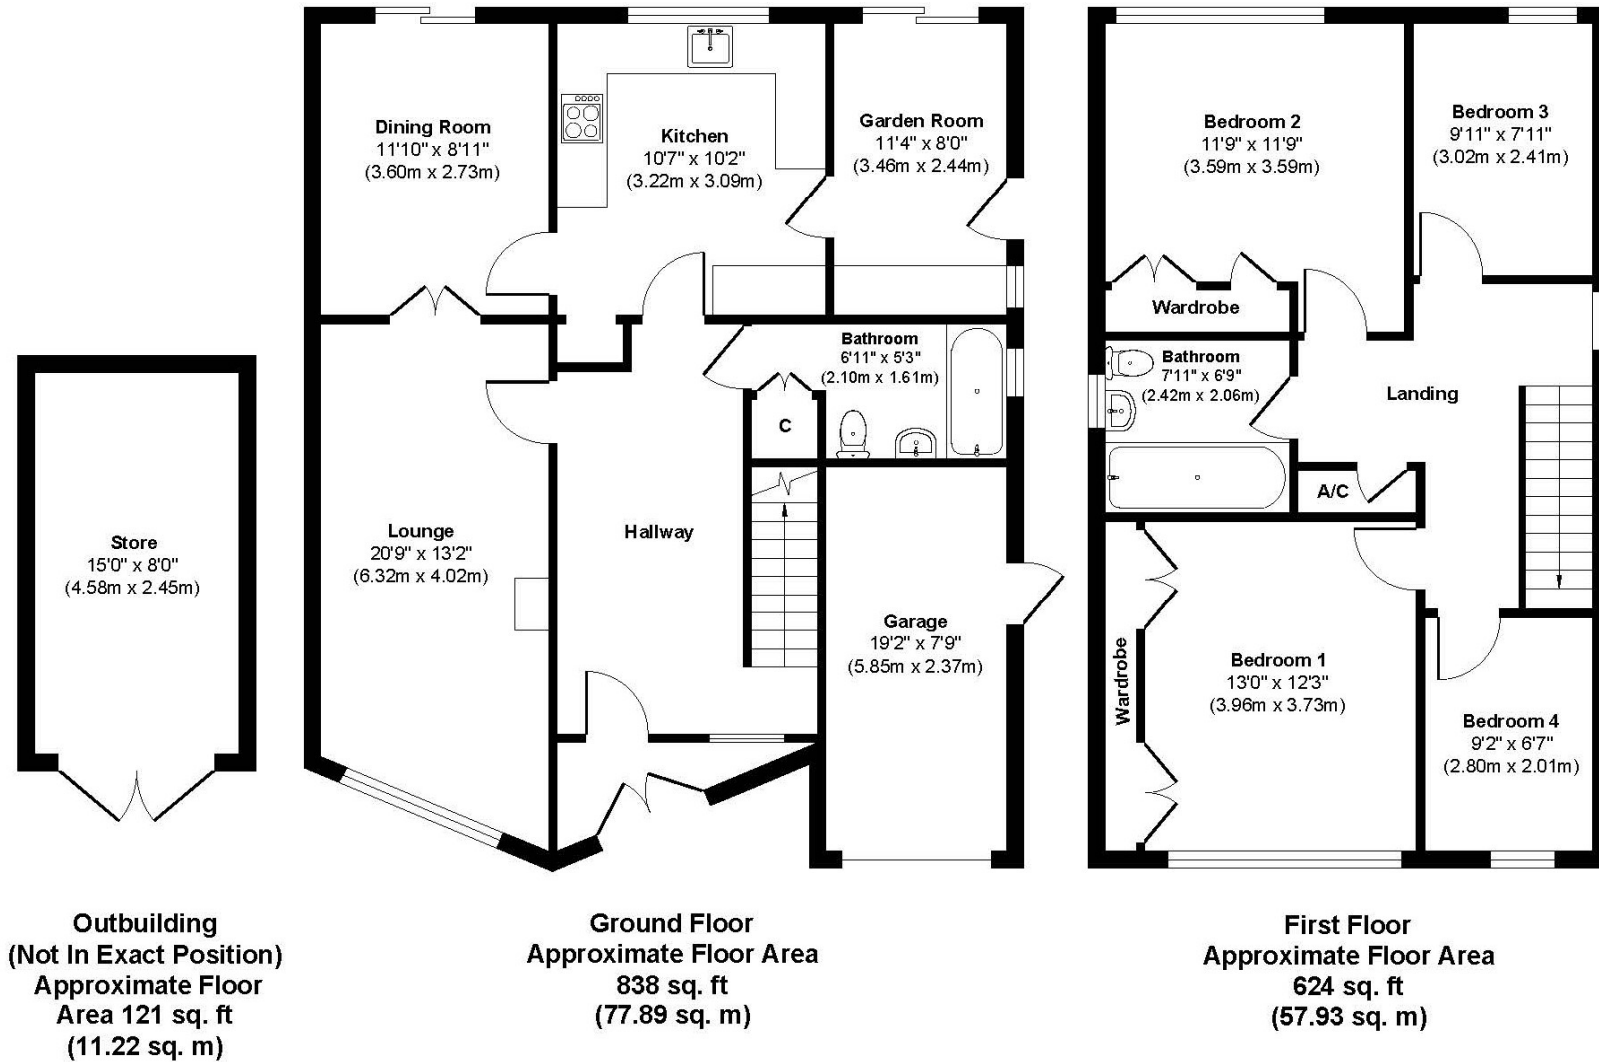 Store
15'0" x 8'0"
(4.58m x 2.45m)
Outbuilding
(Not In Exact Position)
Approximate Floor
Area 121 sq. ft
(11.22 sq. m)
Dining Room
11'10" x 8'11"
(3.60m x 2.73m)
Kitchen
10'7" x 10'2"
(3.22m x 3.09m)
Garden Room
11'4" x 8'0"
(3.46m x 2.44m)
Bathroom
6'11" x 5'3"
(2.10m x 1.61m)
C
Lounge
20'9" x 13'2"
(6.32m x 4.02m)
Hallway
Garage
19'2" x 7'9"
(5.85m x 2.37m)
Ground Floor
Approximate Floor Area
838 sq. ft
(77.89 sq. m)
Bedroom 2
11'9" x 11'9"
(3.59m x 3.59m)
Bedroom 3
9'11" x 7'11"
(3.02m x 2.41m)
Wardrobe
Bathroom
7'11" x 6'9"
(2.42m x 2.06m)
Landing
A/C
Wardrobe
Bedroom 1
13'0" x 12'3"
(3.96m x 3.73m)
Bedroom 4
9'2" x 6'7"
(2.80m x 2.01m)
First Floor
Approximate Floor Area
624 sq. ft
(57.93 sq. m)